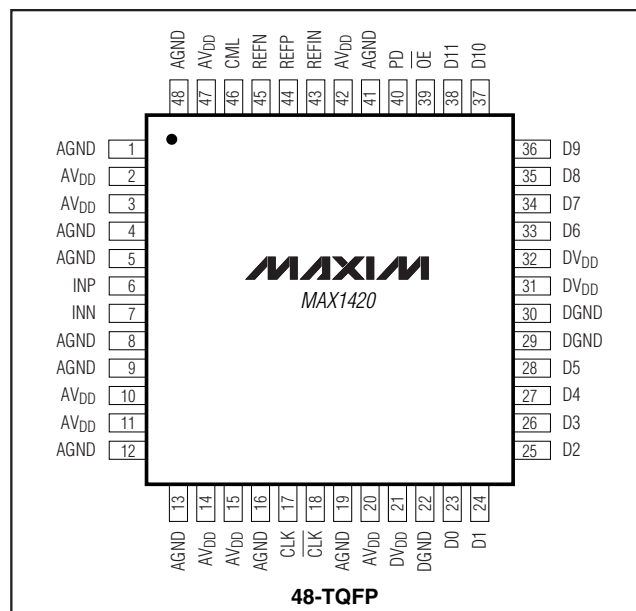 AGND AVDD CML REFN REFP REFIN AVDD AGND PD O̅E̅ D11 D10
48 47 46 45 44 43 42 41 40 39 38 37
AGND 1
AVDD 2
AVDD 3
AGND 4
AGND 5
INP 6
INN 7
AGND 8
AGND 9
AVDD 10
AVDD 11
AGND 12
MAXIM
MAX1420
36 D9
35 D8
34 D7
33 D6
32 DVDD
31 DVDD
30 DGND
29 DGND
28 D5
27 D4
26 D3
25 D2
13 14 15 16 17 18 19 20 21 22 23 24
AGND AVDD AVDD AGND CLK C̅L̅K̅ AGND AVDD DVDD DGND D0 D1
48-TQFP